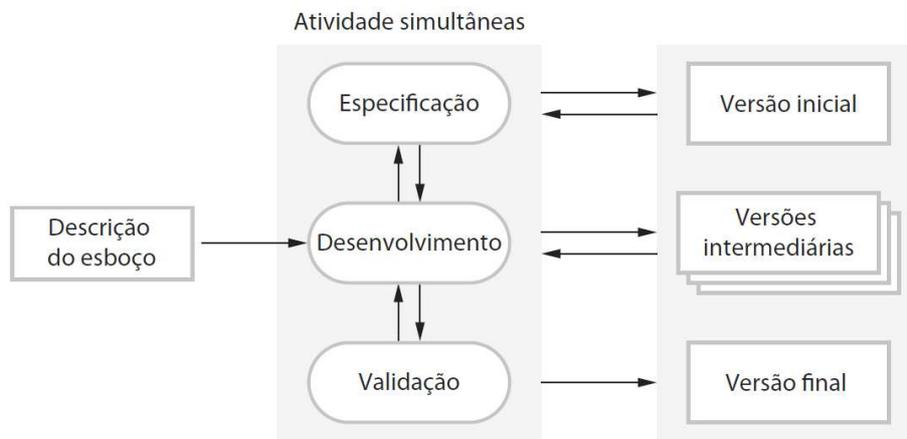 Atividade simultâneas
Especificação
Versão inicial
Descrição
do esboço
Desenvolvimento
Versões
intermediárias
Validação
Versão final